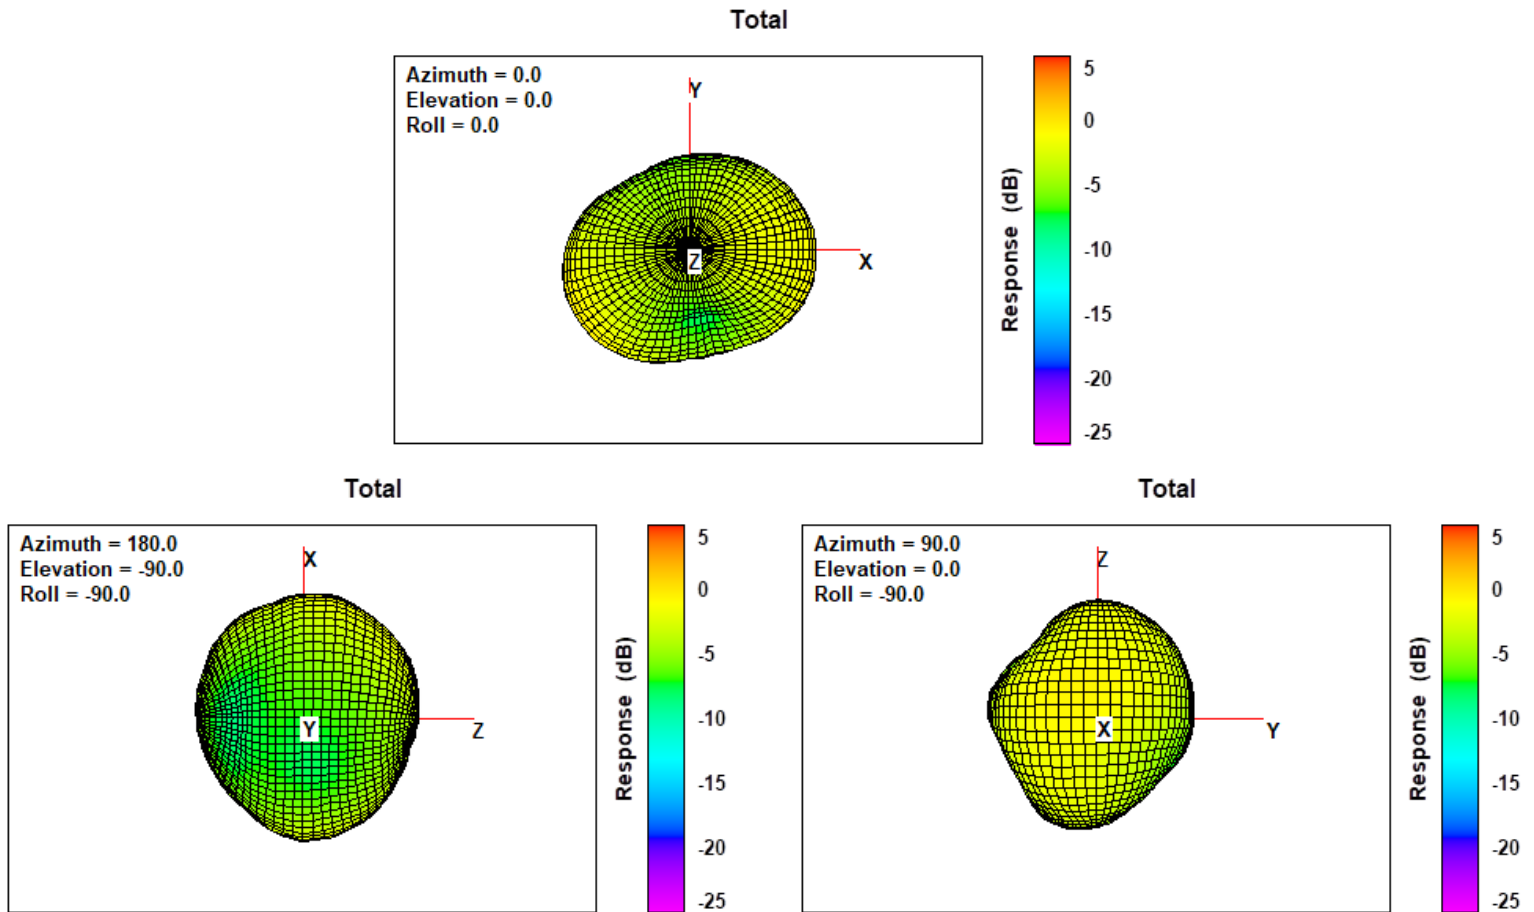 Total
Azimuth = 0.0
Elevation = 0.0
Roll = 0.0
Y
Z
X
Response (dB)
5
0
-5
-10
-15
-20
-25
Total
Azimuth = 180.0
Elevation = -90.0
Roll = -90.0
X
Y
Z
Response (dB)
5
0
-5
-10
-15
-20
-25
Total
Azimuth = 90.0
Elevation = 0.0
Roll = -90.0
Z
X
Y
Response (dB)
5
0
-5
-10
-15
-20
-25